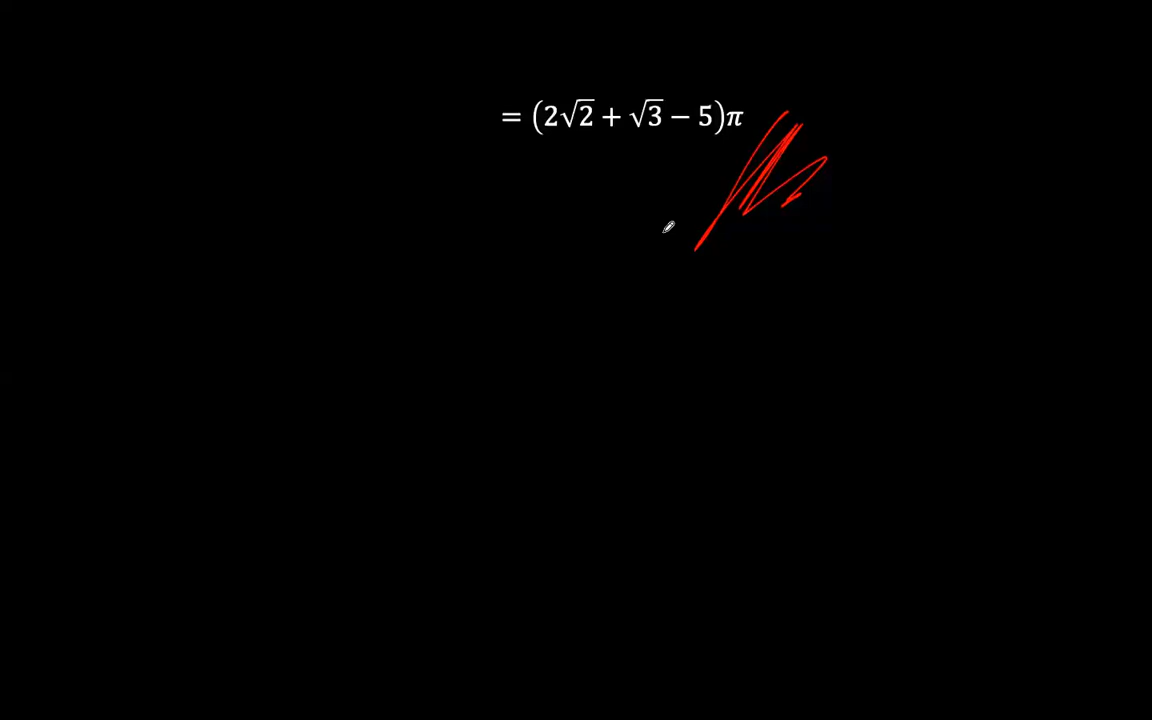 = (2√2 + √3 − 5)π